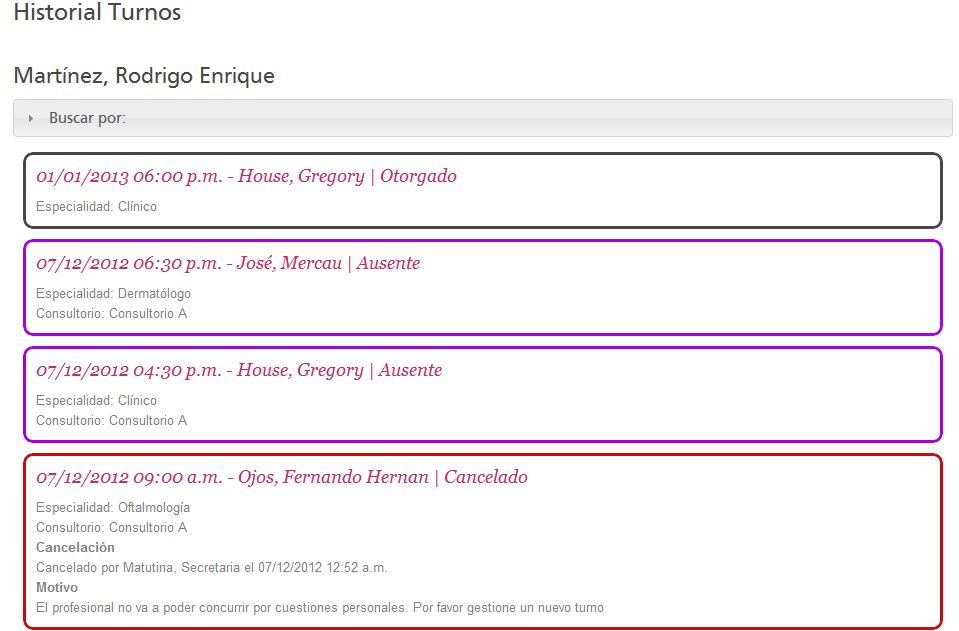 Historial Turnos
Martínez, Rodrigo Enrique
Buscar por:
01/01/2013 06:00 p.m. - House, Gregory | Otorgado
Especialidad: Clínico
07/12/2012 06:30 p.m. - José, Mercau | Ausente
Especialidad: Dermatólogo
Consultorio: Consultorio A
07/12/2012 04:30 p.m. - House, Gregory | Ausente
Especialidad: Clínico
Consultorio: Consultorio A
07/12/2012 09:00 a.m. - Ojos, Fernando Hernan | Cancelado
Especialidad: Oftalmología
Consultorio: Consultorio A
Cancelación
Cancelado por Matutina, Secretaria el 07/12/2012 12:52 a.m.
Motivo
El profesional no va a poder concurrir por cuestiones personales. Por favor gestione un nuevo turno